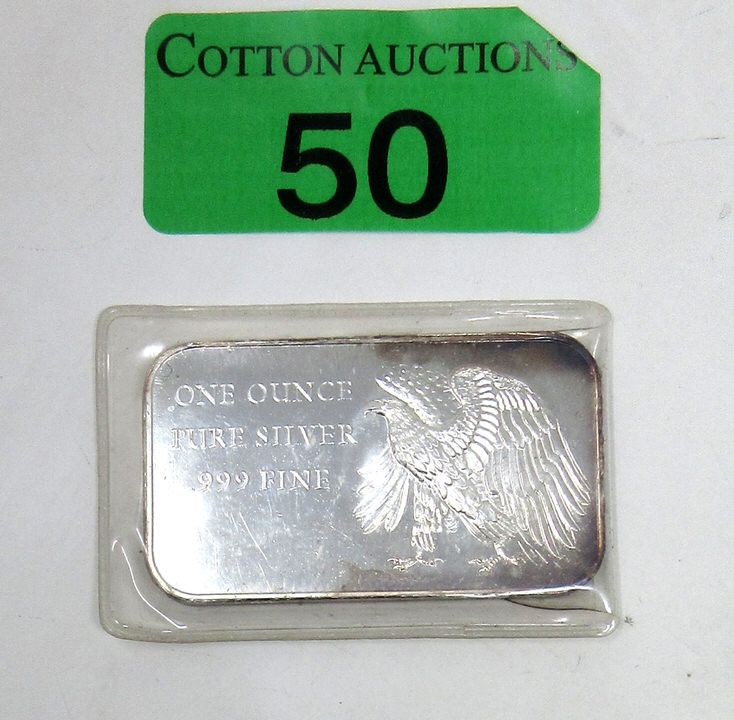 COTTON AUCTIONS
50
ONE OUNCE
PURE SILVER
.999 FINE